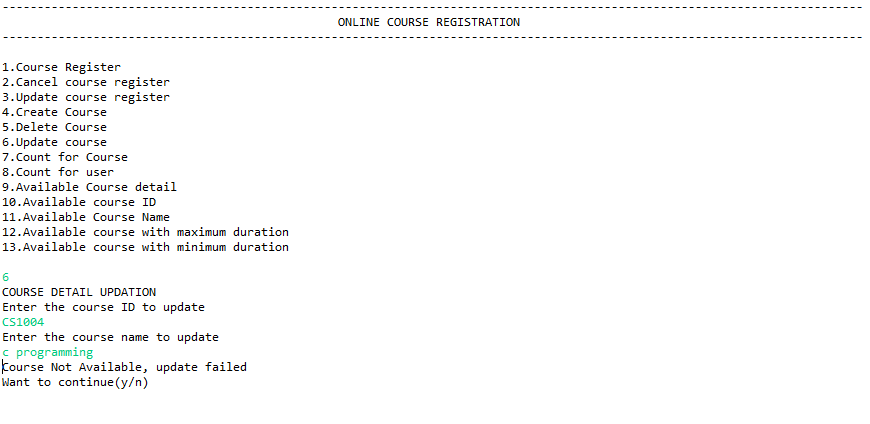 ONLINE COURSE REGISTRATION
1.Course Register
2.Cancel course register
3.Update course register
4.Create Course
5.Delete Course
6.Update course
7.Count for Course
8.Count for user
9.Available Course detail
10.Available course ID
11.Available Course Name
12.Available course with maximum duration
13.Available course with minimum duration
6
COURSE DETAIL UPDATION
Enter the course ID to update
CS1004
Enter the course name to update
c programming
Course Not Available, update failed
Want to continue(y/n)